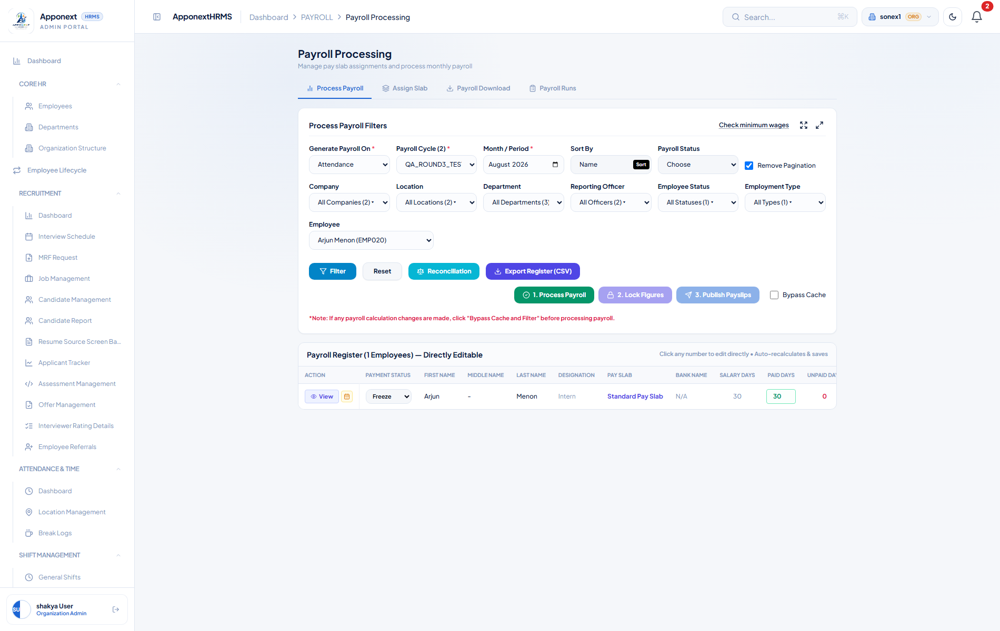 Apponext HRMS
ADMIN PORTAL
Dashboard
CORE HR
Employees
Departments
Organization Structure
Employee Lifecycle
RECRUITMENT
Dashboard
Interview Schedule
MRF Request
Job Management
Candidate Management
Candidate Report
Resume Source Screen Ba...
Applicant Tracker
Assessment Management
Offer Management
Interviewer Rating Details
Employee Referrals
ATTENDANCE & TIME
Dashboard
Location Management
Break Logs
SHIFT MANAGEMENT
General Shifts
SU
shakya User
Organization Admin
ApponextHRMS
Dashboard > PAYROLL > Payroll Processing
Search...
⌘K
sonex1 ORG
2
Payroll Processing
Manage pay slab assignments and process monthly payroll
Process Payroll
Assign Slab
Payroll Download
Payroll Runs
Process Payroll Filters
Check minimum wages
Generate Payroll On * Payroll Cycle (2) * Month / Period * Sort By Payroll Status
Attendance QA_ROUND3_TES August 2026 Name Sort Choose Remove Pagination
Company Location Department Reporting Officer Employee Status Employment Type
All Companies (2) • All Locations (2) • All Departments (3) All Officers (2) • All Statuses (1) • All Types (1) •
Employee
Arjun Menon (EMP020)
Filter Reset Reconciliation Export Register (CSV)
1. Process Payroll 2. Lock Figures 3. Publish Payslips Bypass Cache
*Note: If any payroll calculation changes are made, click "Bypass Cache and Filter" before processing payroll.
Payroll Register (1 Employees) — Directly Editable
Click any number to edit directly • Auto-recalculates & saves
ACTION PAYMENT STATUS FIRST NAME MIDDLE NAME LAST NAME DESIGNATION PAY SLAB BANK NAME SALARY DAYS PAID DAYS UNPAID DAY
View Freeze Arjun - Menon Intern Standard Pay Slab N/A 30 30 0